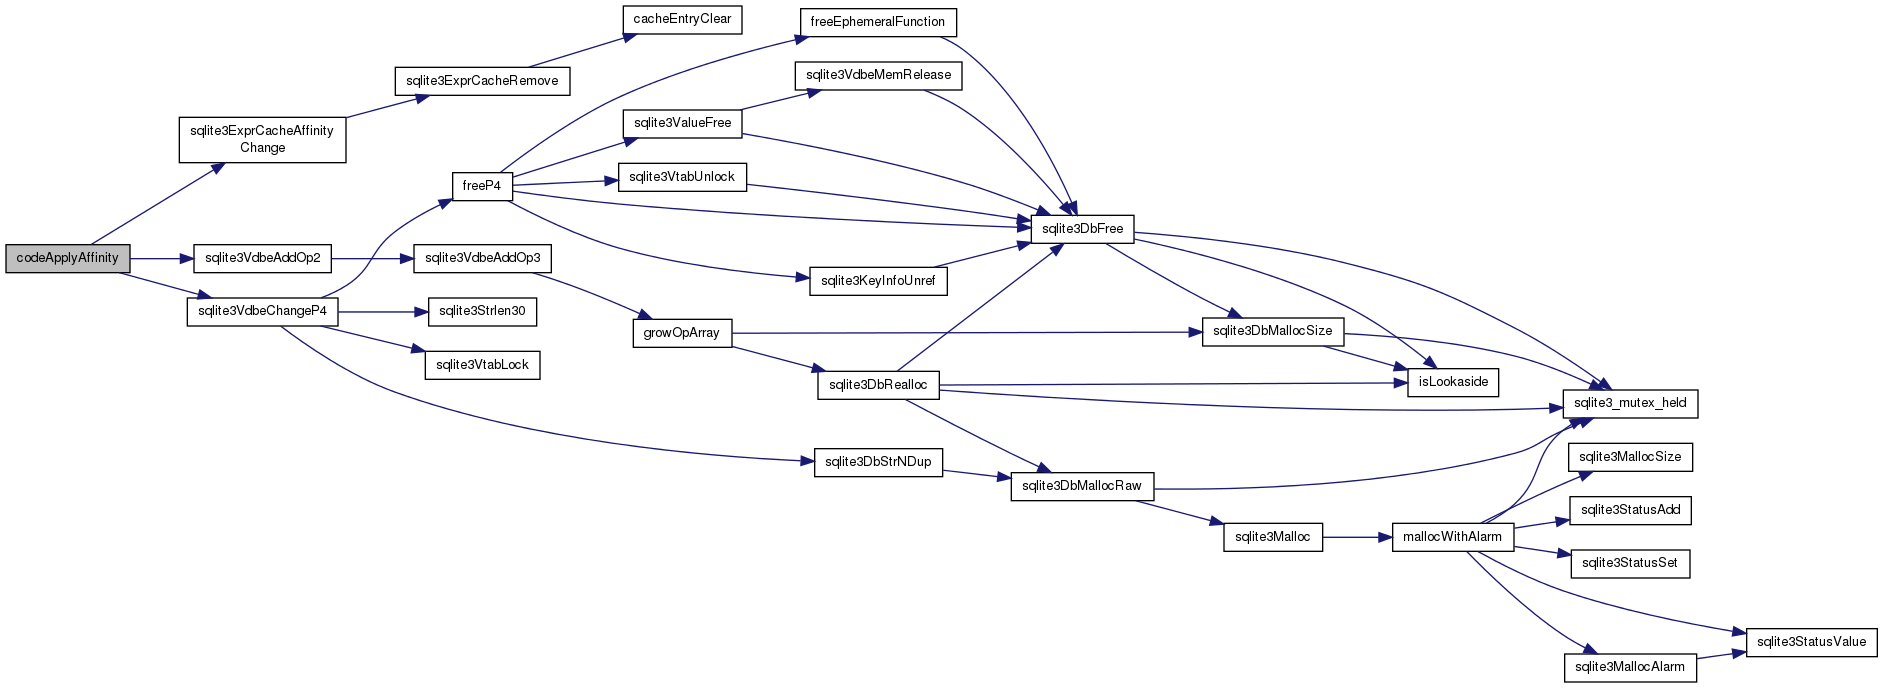 cacheEntryClear
freeEphemeralFunction
sqlite3ExprCacheRemove
sqlite3VdbeMemRelease
sqlite3ExprCacheAffinity
Change
sqlite3ValueFree
freeP4
sqlite3VtabUnlock
sqlite3DbFree
codeApplyAffinity
sqlite3VdbeAddOp2
sqlite3VdbeAddOp3
sqlite3KeyInfoUnref
sqlite3VdbeChangeP4
sqlite3Strlen30
growOpArray
sqlite3DbMallocSize
sqlite3VtabLock
sqlite3DbRealloc
isLookaside
sqlite3_mutex_held
sqlite3DbStrNDup
sqlite3MallocSize
sqlite3DbMallocRaw
sqlite3StatusAdd
sqlite3Malloc
mallocWithAlarm
sqlite3StatusSet
sqlite3StatusValue
sqlite3MallocAlarm